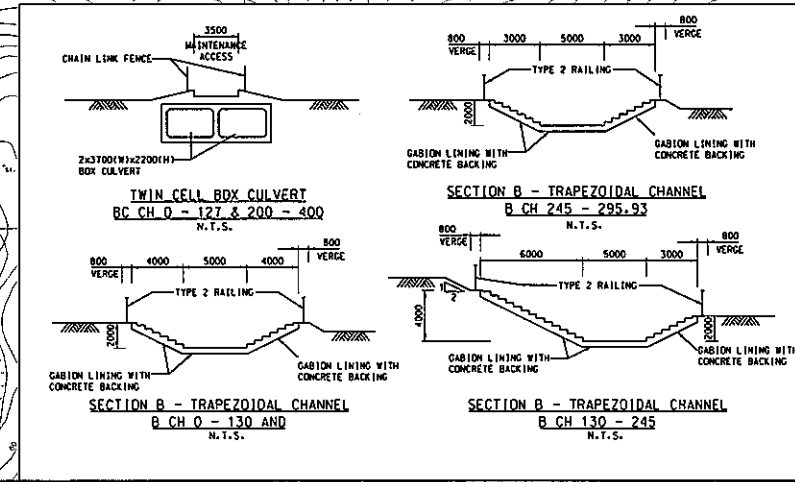 3500
MAINTENANCE
ACCESS
CHAIN LINK FENCE
2x3700(W)x2200(H)
BOX CULVERT
TWIN CELL BOX CULVERT
BC CH 0 - 127 & 200 - 400
N.T.S.
800
VERGE
3000
5000
3000
800
VERGE
TYPE 2 RAILING
2000
GABION LINING WITH
CONCRETE BACKING
GABION LINING WITH
CONCRETE BACKING
SECTION B - TRAPEZOIDAL CHANNEL
B CH 245 - 295.93
N.T.S.
800
VERGE
4000
5000
4000
800
VERGE
TYPE 2 RAILING
2000
GABION LINING WITH
CONCRETE BACKING
GABION LINING WITH
CONCRETE BACKING
SECTION B - TRAPEZOIDAL CHANNEL
B CH 0 - 130 AND
N.T.S.
800
VERGE
6000
5000
3000
800
VERGE
TYPE 2 RAILING
1
2
4000
2000
GABION LINING WITH
CONCRETE BACKING
GABION LINING WITH
CONCRETE BACKING
SECTION B - TRAPEZOIDAL CHANNEL
B CH 130 - 245
N.T.S.